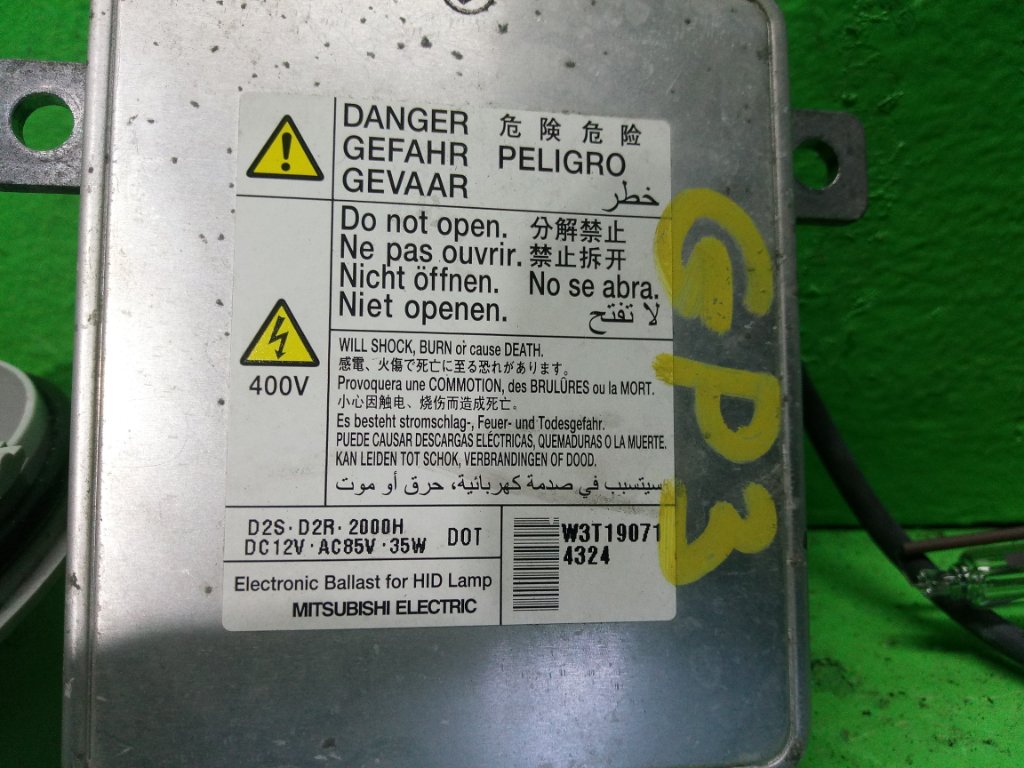 DANGER 危 険 危 险
GEFAHR PELIGRO
GEVAAR خطر
Do not open. 分解禁止
Ne pas ouvrir. 禁止拆开
Nicht öffnen. No se abra.
Niet openen. لا تفتح
400V
WILL SHOCK, BURN or cause DEATH.
感電、火傷で死亡に至る恐れがあります。
Provoquera une COMMOTION, des BRULÛRES ou la MORT.
小心因触电、烧伤而造成死亡。
Es besteht stromschlag-, Feuer- und Todesgefahr.
PUEDE CAUSAR DESCARGAS ELÉCTRICAS, QUEMADURAS O LA MUERTE.
KAN LEIDEN TOT SCHOK, VERBRANDINGEN OF DOOD.
سيتسبب في صدمة كهربائية، حرق أو موت
D2S·D2R·2000H
DC12V·AC85V·35W DOT
W3T19071
4324
Electronic Ballast for HID Lamp
MITSUBISHI ELECTRIC
GP3